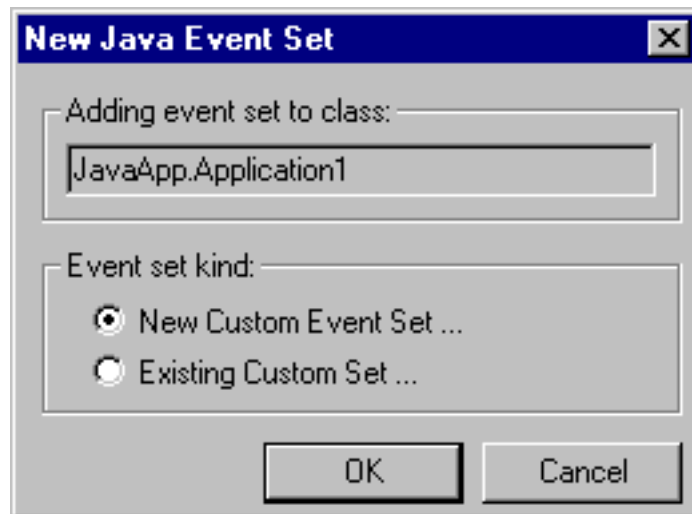 New Java Event Set
Adding event set to class:
JavaApp.Application1
Event set kind:
New Custom Event Set ...
Existing Custom Set ...
OK Cancel